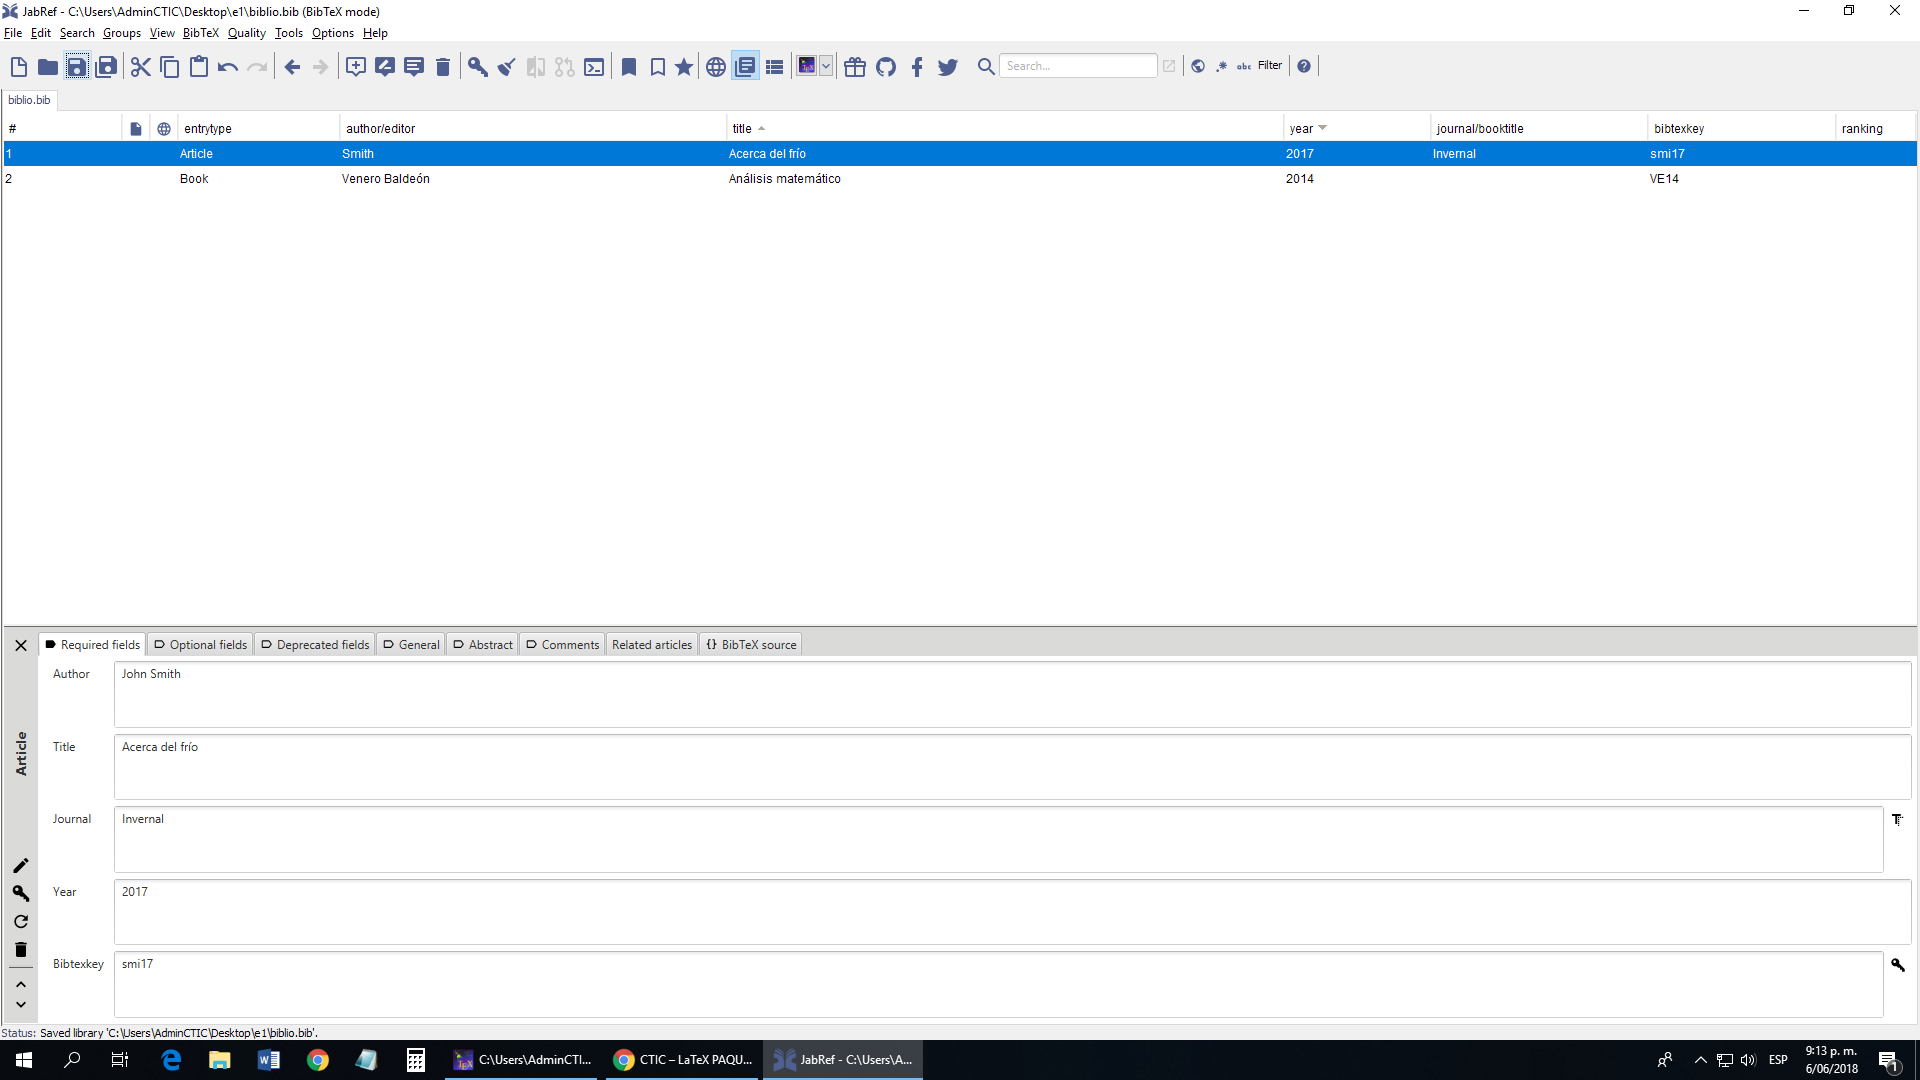 JabRef - C:\Users\AdminCTIC\Desktop\e1\biblio.bib (BibTeX mode)
File Edit Search Groups View BibTeX Quality Tools Options Help
Search... abc Filter
biblio.bib
# entrytype author/editor title year journal/booktitle bibtexkey ranking
1 Article Smith Acerca del frío 2017 Invernal smi17
2 Book Venero Baldeón Análisis matemático 2014 VE14
Required fields Optional fields Deprecated fields General Abstract Comments Related articles {} BibTeX source
Author John Smith
Title Acerca del frío
Article
Journal Invernal
Year 2017
Bibtexkey smi17
Status: Saved library 'C:\Users\AdminCTIC\Desktop\e1\biblio.bib'.
C:\Users\AdminCTI... CTIC – LaTeX PAQU... JabRef - C:\Users\A... ESP 9:13 p. m.
6/06/2018 1